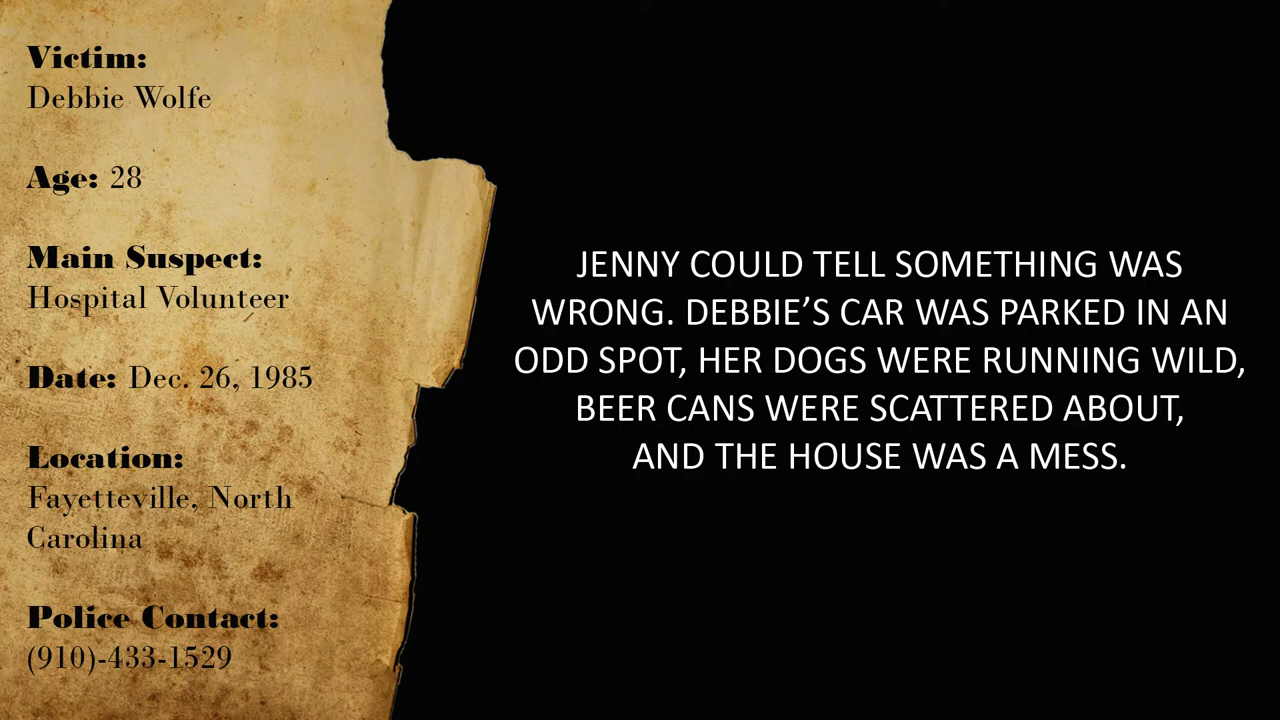 Victim:
Debbie Wolfe
Age: 28
Main Suspect:
Hospital Volunteer
Date: Dec. 26, 1985
Location:
Fayetteville, North
Carolina
Police Contact:
(910)-433-1529
JENNY COULD TELL SOMETHING WAS
WRONG. DEBBIE’S CAR WAS PARKED IN AN
ODD SPOT, HER DOGS WERE RUNNING WILD,
BEER CANS WERE SCATTERED ABOUT,
AND THE HOUSE WAS A MESS.